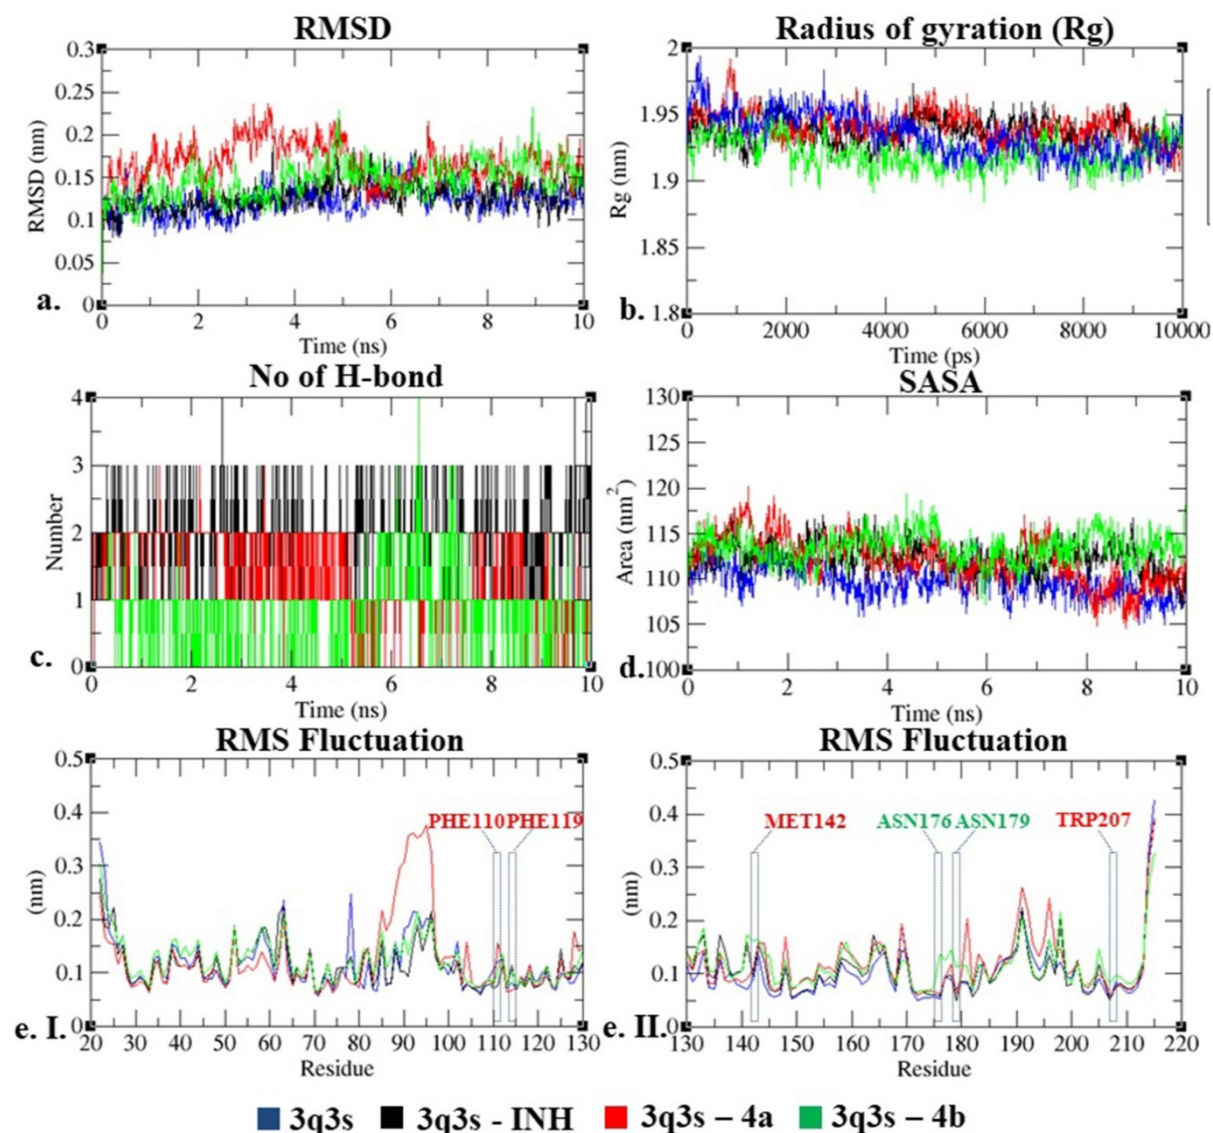 RMSD
0.3
0.25
0.2
0.15
0.1
0.05
0
RMSD (nm)
0 2 4 6 8 10
Time (ns)
a.
Radius of gyration (Rg)
2
1.95
1.9
1.85
1.8
Rg (nm)
0 2000 4000 6000 8000 10000
Time (ps)
b.
No of H-bond
4
3
2
1
0
Number
0 2 4 6 8 10
Time (ns)
c.
SASA
130
125
120
115
110
105
100
Area (nm²)
0 2 4 6 8 10
Time (ns)
d.
RMS Fluctuation
0.5
0.4
0.3
0.2
0.1
0
(nm)
PHE110 PHE119
20 30 40 50 60 70 80 90 100 110 120 130
Residue
e. I.
RMS Fluctuation
0.5
0.4
0.3
0.2
0.1
0
(nm)
MET142 ASN176 ASN179 TRP207
130 140 150 160 170 180 190 200 210 220
Residue
e. II.
3q3s 3q3s - INH 3q3s – 4a 3q3s – 4b